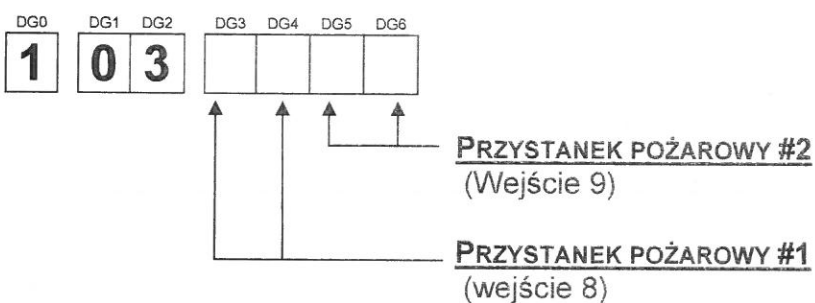 DG0 DG1 DG2 DG3 DG4 DG5 DG6
1 0 3
PRZYSTANEK POŻAROWY #2
(Wejście 9)
PRZYSTANEK POŻAROWY #1
(wejście 8)